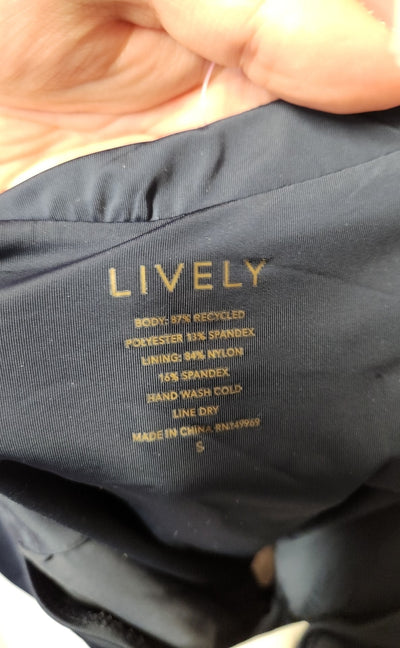 LIVELY
BODY: 87% RECYCLED
POLYESTER 13% SPANDEX
LINING: 84% NYLON
16% SPANDEX
HAND WASH COLD
LINE DRY
MADE IN CHINA RN149969
S